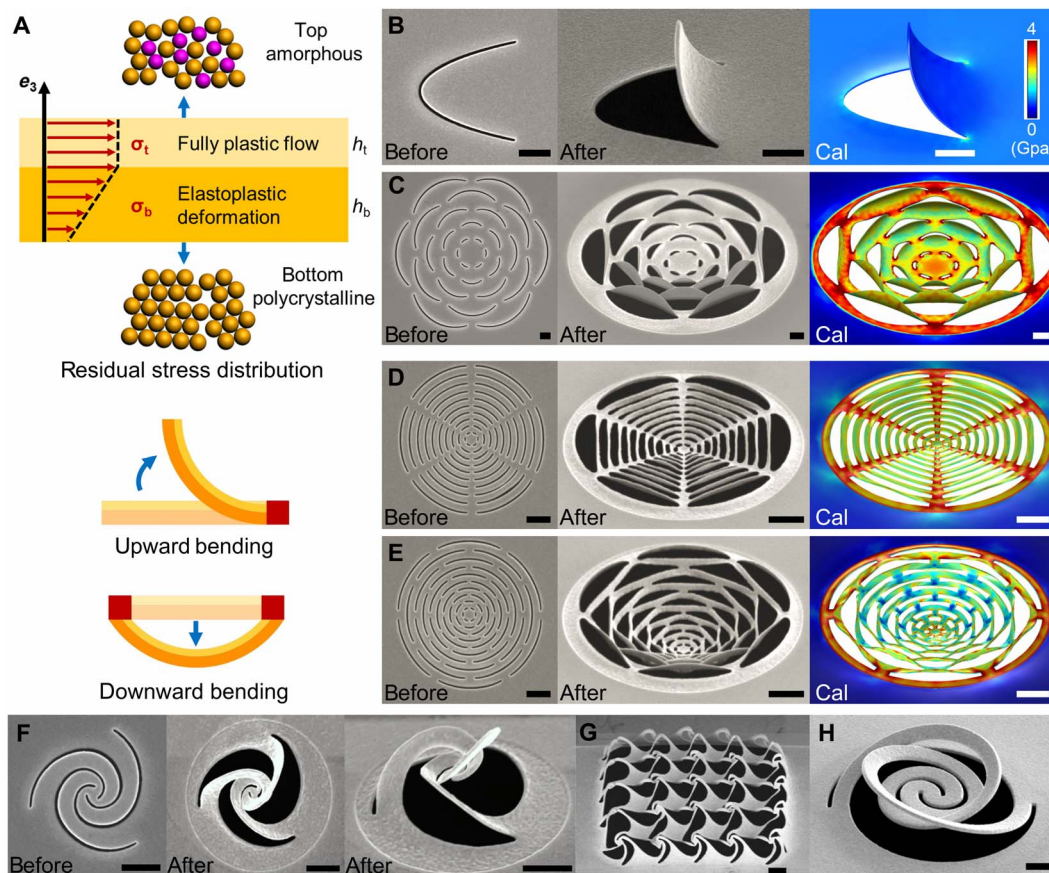 A
Top
amorphous
e₃
σt
Fully plastic flow
ht
σb
Elastoplastic
deformation
hb
Bottom
polycrystalline
Residual stress distribution
Upward bending
Downward bending
B
Before
After
Cal
4
0
(Gpa)
C
Before
After
Cal
D
Before
After
Cal
E
Before
After
Cal
F
Before
After
After
G
H